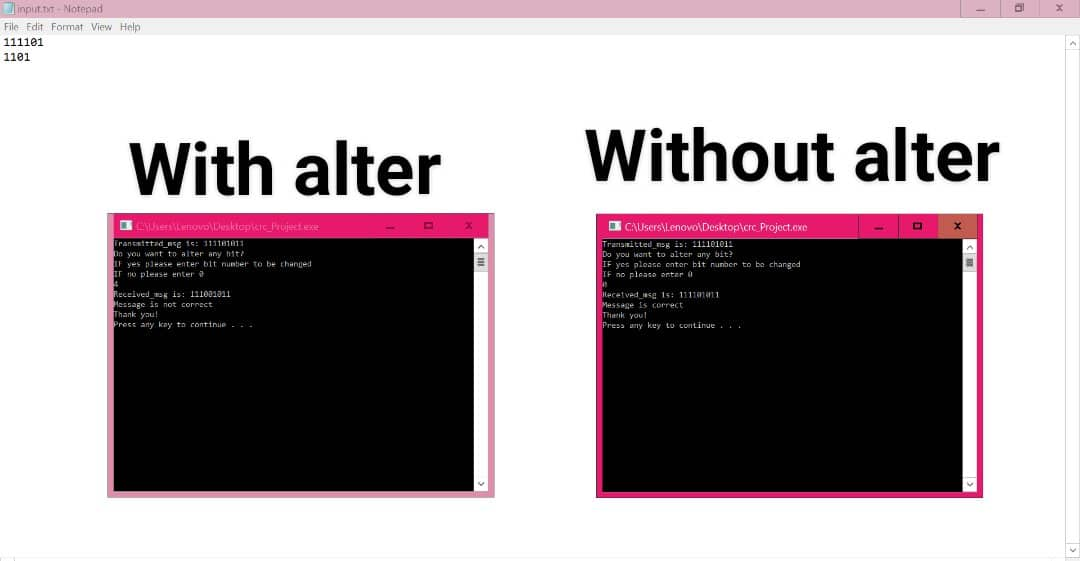 input.txt - Notepad
File Edit Format View Help
111101
1101
With alter
C:\Users\Lenovo\Desktop\crc_Project.exe
Transmitted_msg is: 111101011
Do you want to alter any bit?
IF yes please enter bit number to be changed
IF no please enter 0
4
Received_msg is: 111001011
Message is not correct
Thank you!
Press any key to continue . . .
Without alter
C:\Users\Lenovo\Desktop\crc_Project.exe
Transmitted_msg is: 111101011
Do you want to alter any bit?
IF yes please enter bit number to be changed
IF no please enter 0
0
Received_msg is: 111101011
Message is correct
Thank you!
Press any key to continue . . .